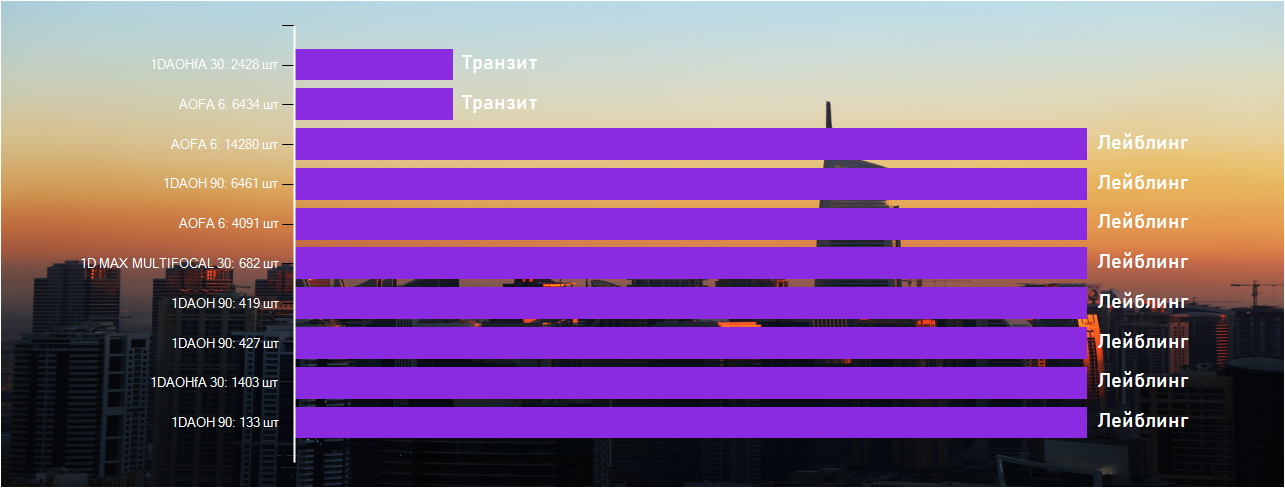 1DAOHfA 30: 2428 шт Транзит
AOFA 6: 6434 шт Транзит
AOFA 6: 14280 шт Лейблинг
1DAOH 90: 6461 шт Лейблинг
AOFA 6: 4091 шт Лейблинг
1D MAX MULTIFOCAL 30: 682 шт Лейблинг
1DAOH 90: 419 шт Лейблинг
1DAOH 90: 427 шт Лейблинг
1DAOHfA 30: 1403 шт Лейблинг
1DAOH 90: 133 шт Лейблинг